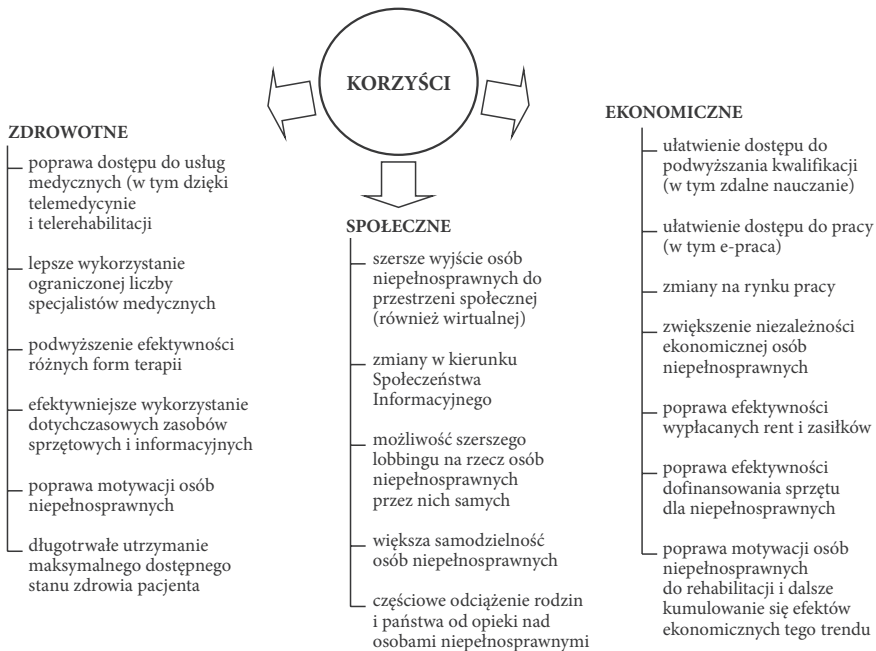 KORZYŚCI
ZDROWOTNE
poprawa dostępu do usług
medycznych (w tym dzięki
telemedycynie
i telerehabilitacji
lepsze wykorzystanie
ograniczonej liczby
specjalistów medycznych
podwyższenie efektywności
różnych form terapii
efektywniejsze wykorzystanie
dotychczasowych zasobów
sprzętowych i informacyjnych
poprawa motywacji osób
niepełnosprawnych
długotrwałe utrzymanie
maksymalnego dostępnego
stanu zdrowia pacjenta
SPOŁECZNE
szersze wyjście osób
niepełnosprawnych do
przestrzeni społecznej
(również wirtualnej)
zmiany w kierunku
Społeczeństwa
Informacyjnego
możliwość szerszego
lobbingu na rzecz osób
niepełnosprawnych
przez nich samych
większa samodzielność
osób niepełnosprawnych
częściowe odciążenie rodzin
i państwa od opieki nad
osobami niepełnosprawnymi
EKONOMICZNE
ułatwienie dostępu do
podwyższania kwalifikacji
(w tym zdalne nauczanie)
ułatwienie dostępu do pracy
(w tym e-praca)
zmiany na rynku pracy
zwiększenie niezależności
ekonomicznej osób
niepełnosprawnych
poprawa efektywności
wypłacanych rent i zasiłków
poprawa efektywności
dofinansowania sprzętu
dla niepełnosprawnych
poprawa motywacji osób
niepełnosprawnych
do rehabilitacji i dalsze
kumulowanie się efektów
ekonomicznych tego trendu